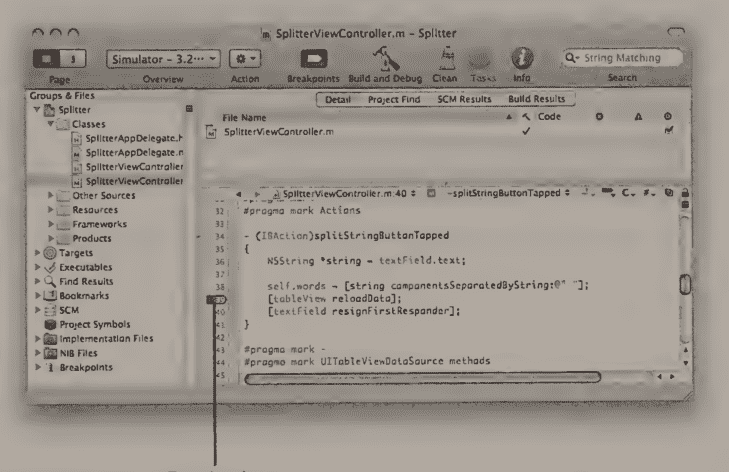 SplitterViewController.m – Splitter
Simulator – 3.2...
String Matching
Page
Overview
Action
Breakpoints
Build and Debug
Clean
Tasks
Info
Search
Groups & Files
Detail
Project Find
SCM Results
Build Results
Splitter
File Name
Code
Classes
SplitterViewController.m
SplitterAppDelegate.h
SplitterAppDelegate.m
SplitterViewController
SplitterViewController
Other Sources
Resources
Frameworks
Products
Targets
Executables
Find Results
Bookmarks
SCM
Project Symbols
Implementation Files
NIB Files
Breakpoints
SplitterViewController.m:40
-splitStringButtonTapped
C
#
32 #pragma mark Actions
33
34 - (IBAction)splitStringButtonTapped
35 {
36 NSString *string = textField.text;
37
38 self.words = [string componentsSeparatedByString:@" "];
39 [tableView reloadData];
40 [textField resignFirstResponder];
41 }
42
43 #pragma mark -
44 #pragma mark UITableViewDataSource methods
45